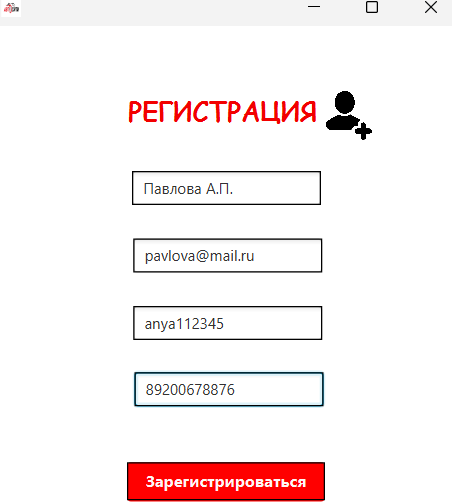 РЕГИСТРАЦИЯ
Павлова А.П.
pavlova@mail.ru
anya112345
89200678876
Зарегистрироваться